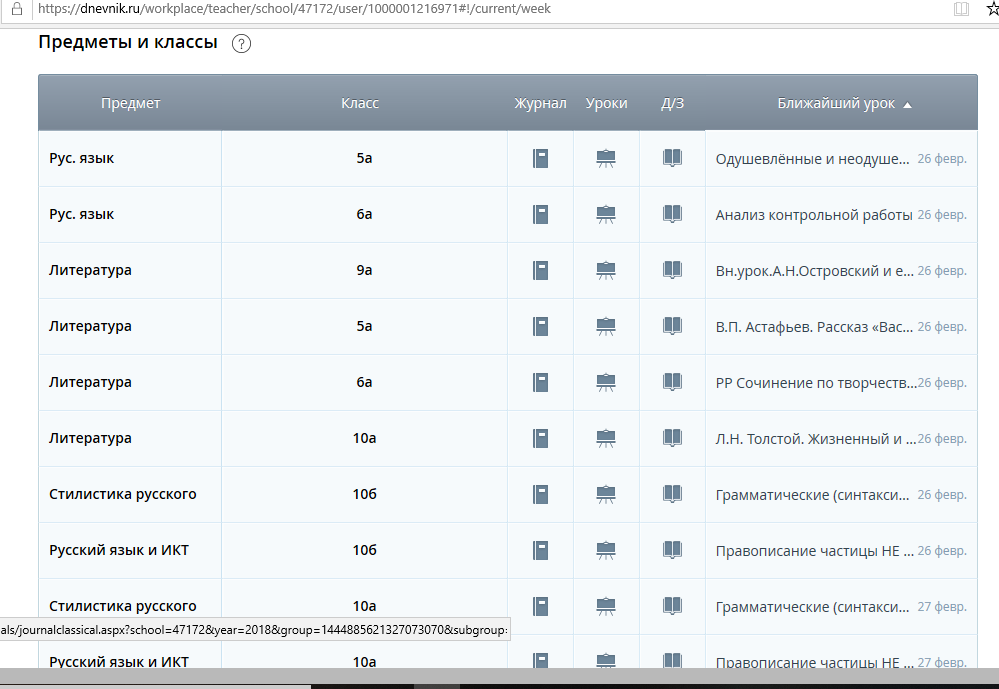 https://dnevnik.ru/workplace/teacher/school/47172/user/1000001216971#!/current/week
Предметы и классы ?
Предмет Класс Журнал Уроки Д/З Ближайший урок
Рус. язык 5а Одушевлённые и неодуше... 26 февр.
Рус. язык 6а Анализ контрольной работы 26 февр.
Литература 9а Вн.урок.А.Н.Островский и е... 26 февр.
Литература 5а В.П. Астафьев. Рассказ «Вас... 26 февр.
Литература 6а РР Сочинение по творчеств... 26 февр.
Литература 10а Л.Н. Толстой. Жизненный и ... 26 февр.
Стилистика русского 10б Грамматические (синтакси... 26 февр.
Русский язык и ИКТ 10б Правописание частицы НЕ ... 26 февр.
Стилистика русского 10а Грамматические (синтакси... 27 февр.
als/journalclassical.aspx?school=47172&year=2018&group=1444885621327073070&subgroup:
Русский язык и ИКТ 10а Правописание частицы НЕ ... 27 февр.